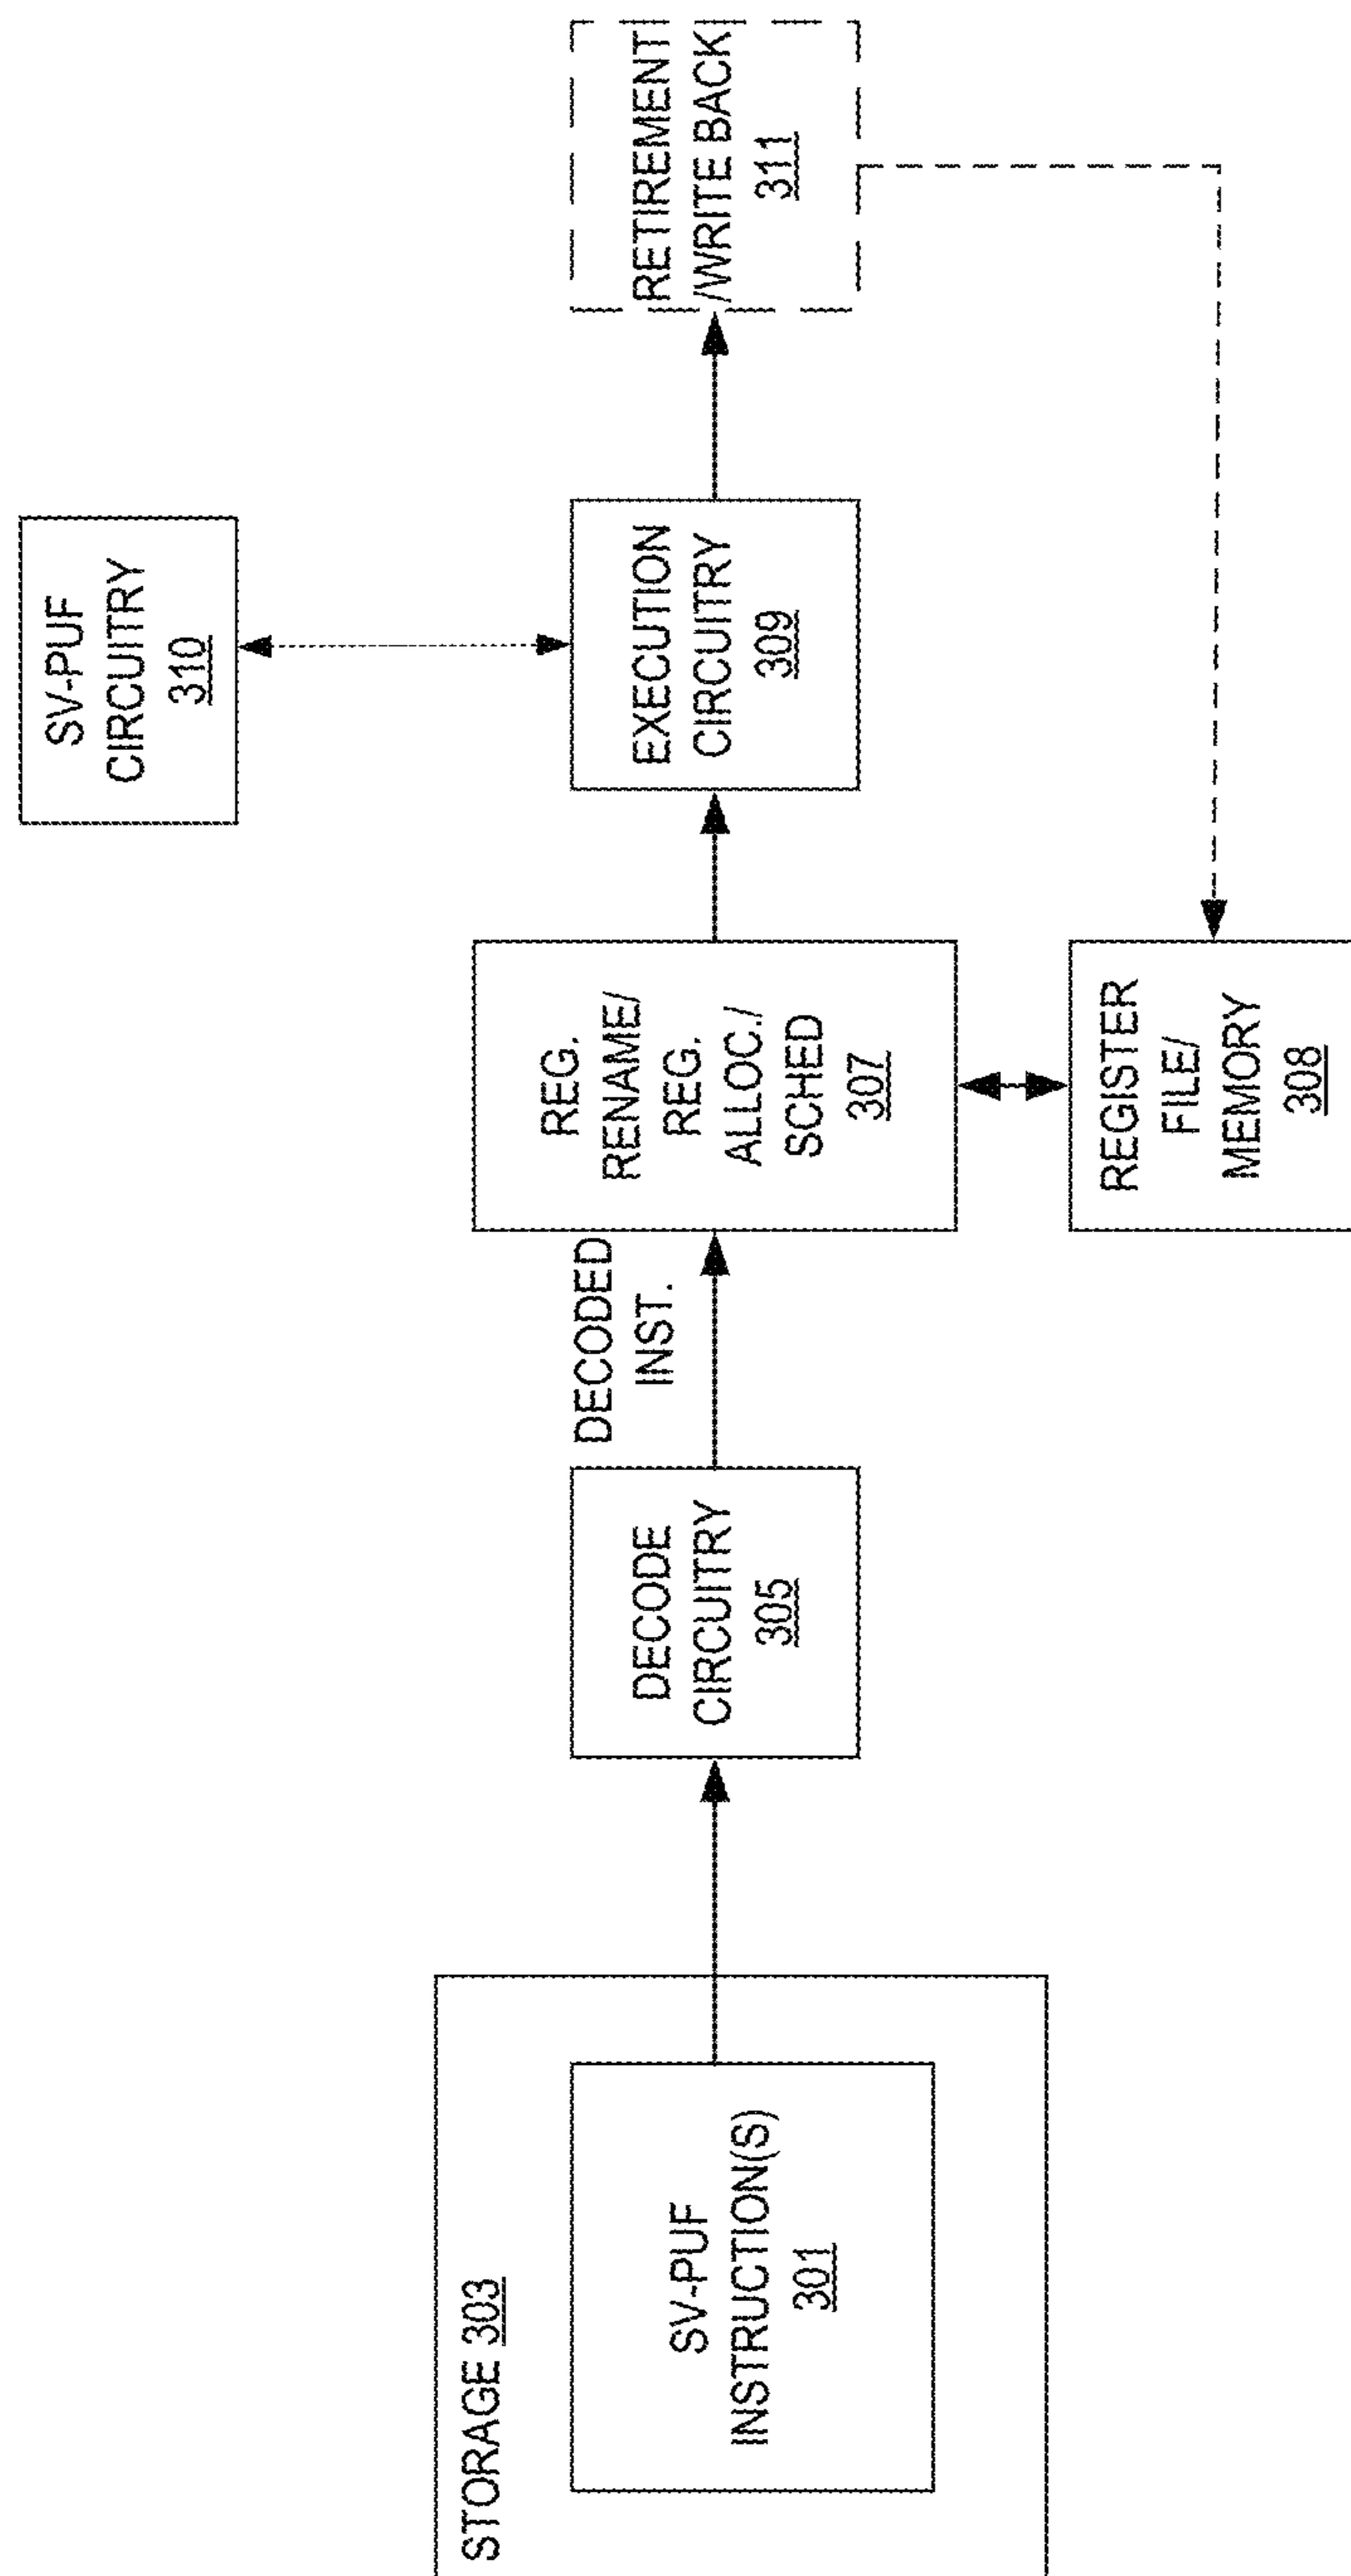 STORAGE 303
SV-PUF
INSTRUCTION(S)
301
DECODE
CIRCUITRY
305
DECODED
INST.
REG.
RENAME/
REG.
ALLOC./
SCHED
307
REGISTER
FILE/
MEMORY
308
SV-PUF
CIRCUITRY
310
EXECUTION
CIRCUITRY
309
RETIREMENT
/WRITE BACK
311